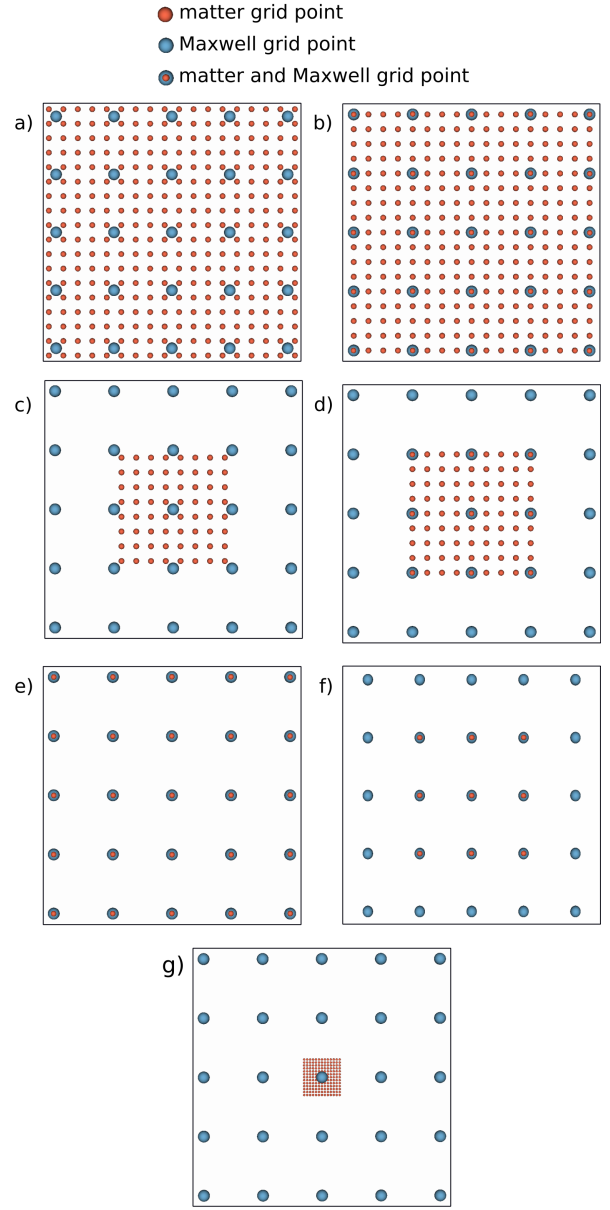 matter grid point
Maxwell grid point
matter and Maxwell grid point
a)
b)
c)
d)
e)
f)
g)